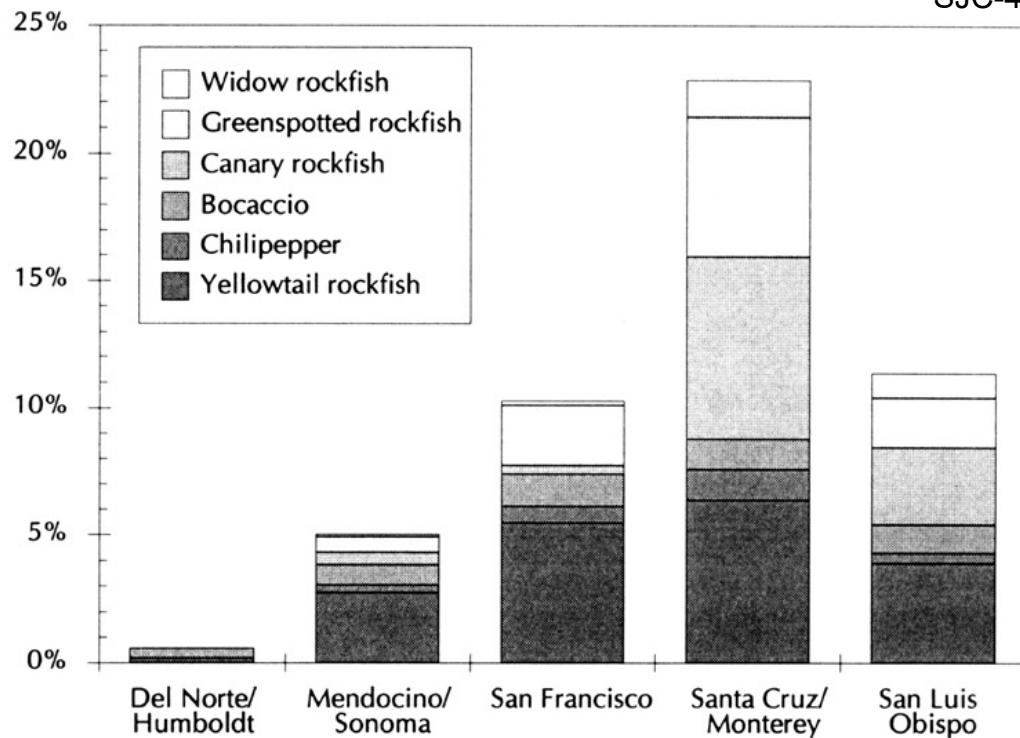 25%
20%
15%
10%
5%
0%
Widow rockfish
Greenspotted rockfish
Canary rockfish
Bocaccio
Chilipepper
Yellowtail rockfish
Del Norte/
Humboldt
Mendocino/
Sonoma
San Francisco
Santa Cruz/
Monterey
San Luis
Obispo